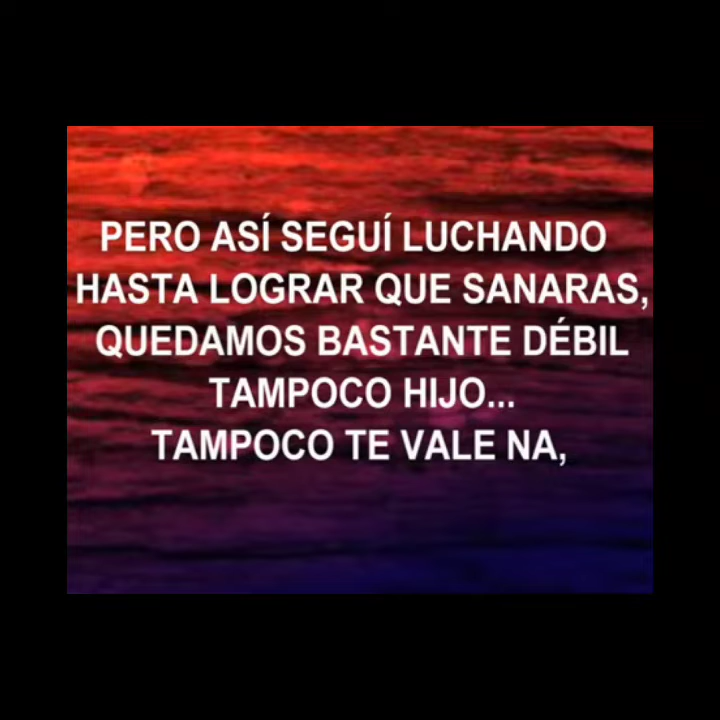 PERO ASÍ SEGUÍ LUCHANDO
HASTA LOGRAR QUE SANARAS,
QUEDAMOS BASTANTE DÉBIL
TAMPOCO HIJO...
TAMPOCO TE VALE NA,